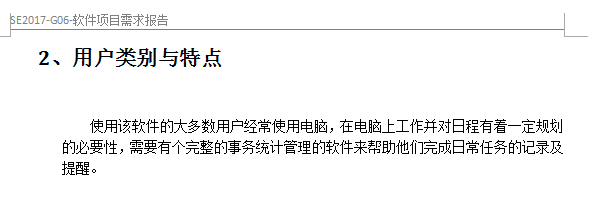 SE2017-G06-软件项目需求报告
2、用户类别与特点
使用该软件的大多数用户经常使用电脑，在电脑上工作并对日程有着一定规划
的必要性，需要有个完整的事务统计管理的软件来帮助他们完成日常任务的记录及
提醒。